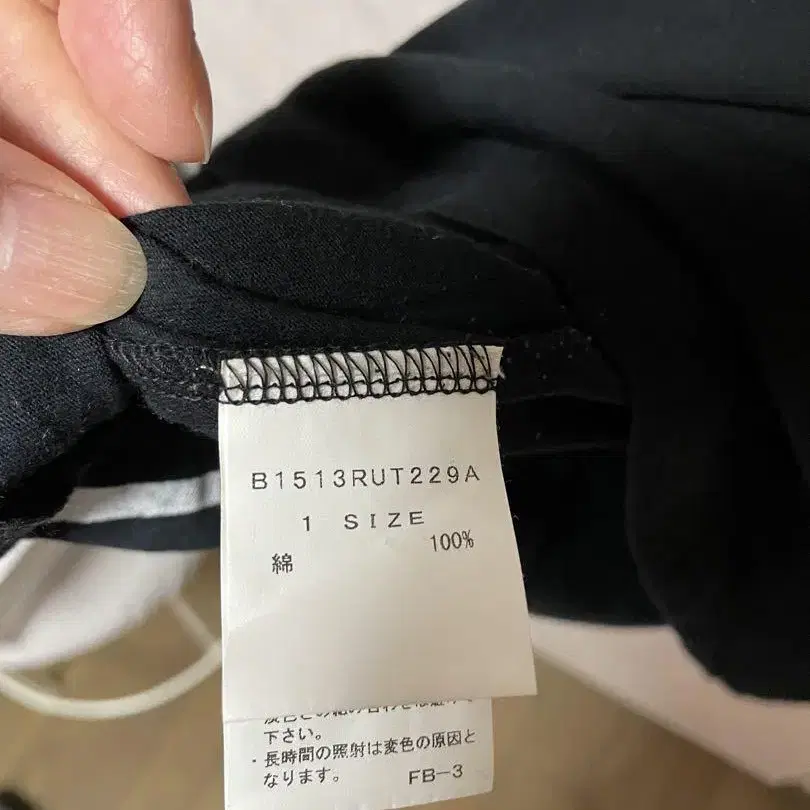 B1513RUT229A
1 SIZE
綿 100%
下さい。
・長時間の照射は変色の原因と
なります。 FB-3